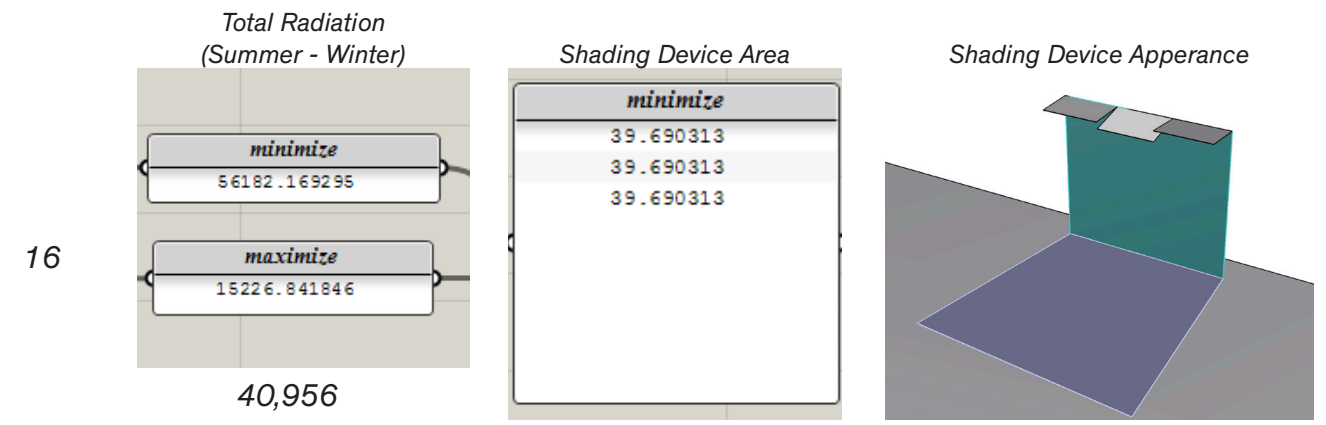 Total Radiation
(Summer - Winter)
Shading Device Area
Shading Device Apperance
minimize
56182.169295
maximize
15226.841846
minimize
39.690313
39.690313
39.690313
16
40,956